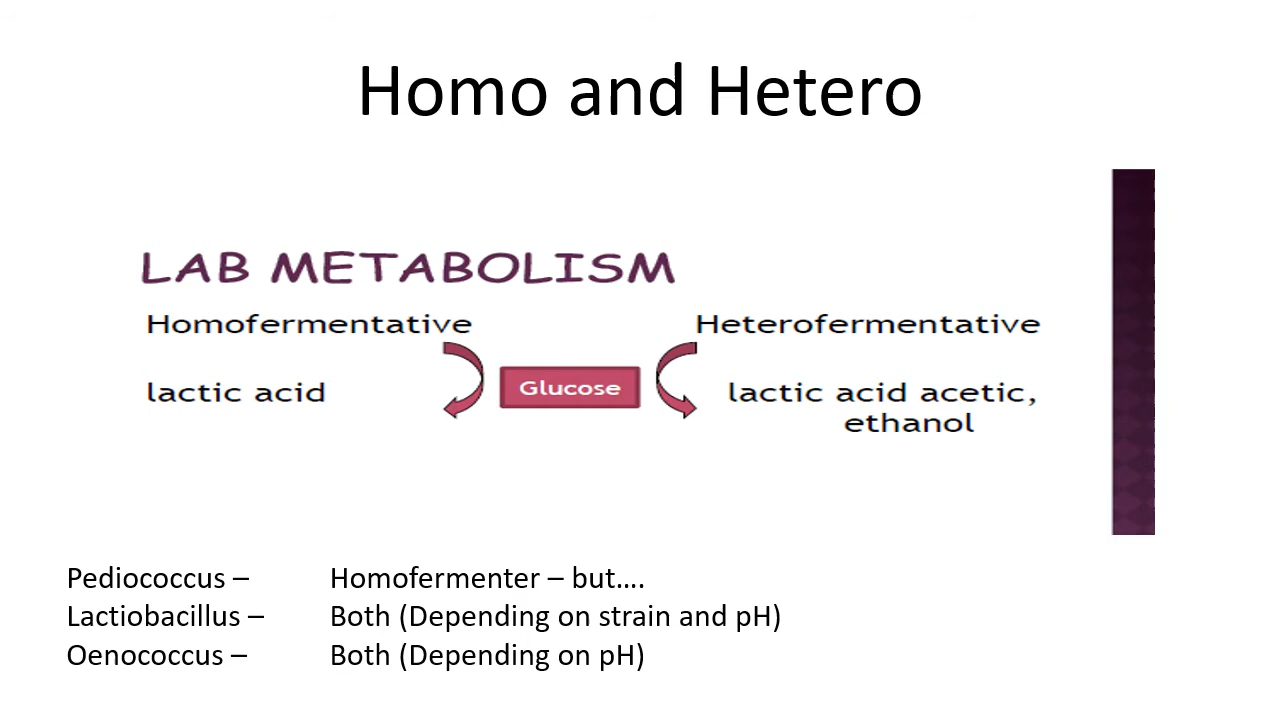 Homo and Hetero
LAB METABOLISM
Homofermentative
Heterofermentative
lactic acid
Glucose
lactic acid acetic,
ethanol
Pediococcus – Homofermenter – but….
Lactiobacillus – Both (Depending on strain and pH)
Oenococcus – Both (Depending on pH)